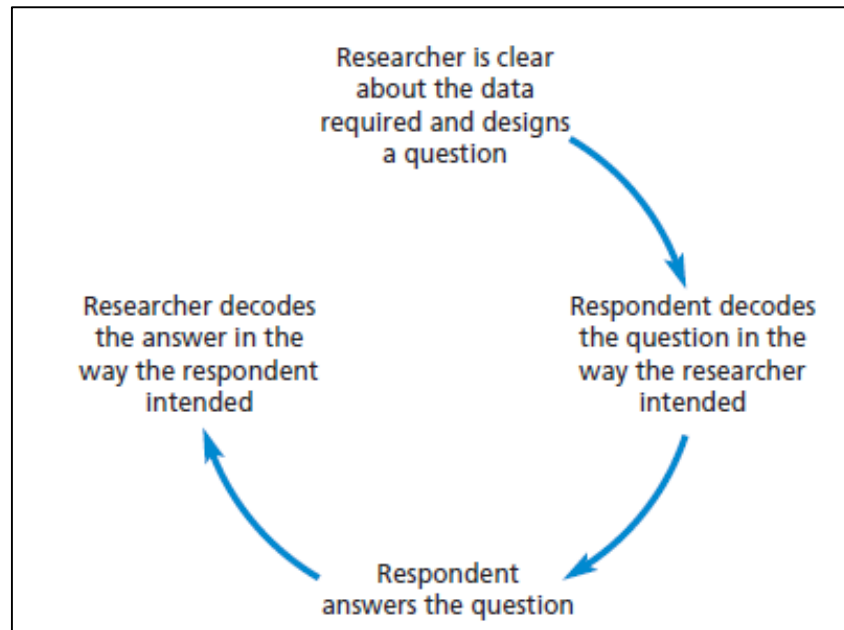 Researcher is clear
about the data
required and designs
a question
Respondent decodes
the question in the
way the researcher
intended
Respondent
answers the question
Researcher decodes
the answer in the
way the respondent
intended